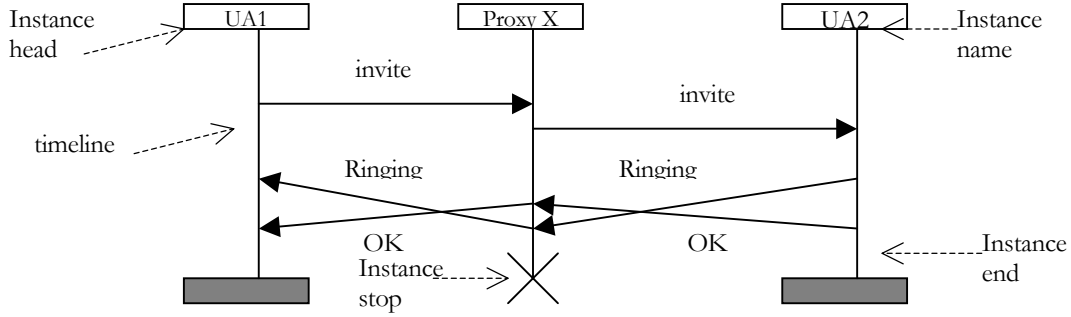 Instance
head
UA1
Proxy X
UA2
Instance
name
invite
invite
timeline
Ringing
Ringing
OK
OK
Instance
stop
Instance
end